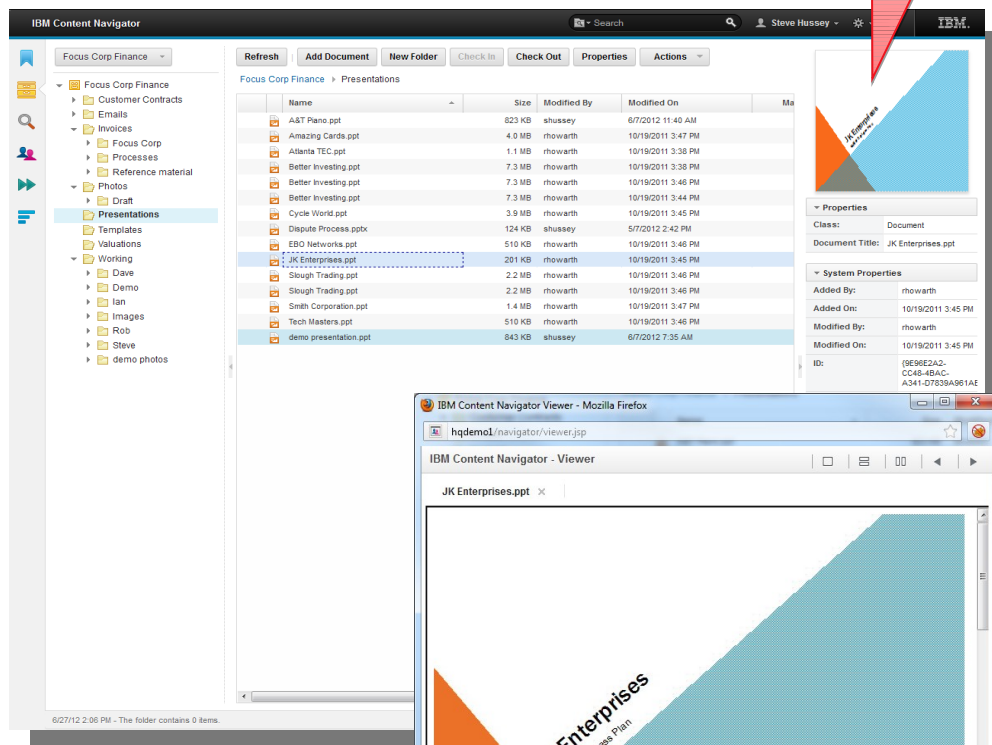 IBM Content Navigator
Search
Steve Hussey
IBM.
Focus Corp Finance
Focus Corp Finance
Customer Contracts
Emails
Invoices
Focus Corp
Processes
Reference material
Photos
Draft
Presentations
Templates
Valuations
Working
Dave
Demo
Ian
Images
Rob
Steve
demo photos
Refresh Add Document New Folder Check In Check Out Properties Actions
Focus Corp Finance Presentations
Name Size Modified By Modified On Ma
A&T Piano.ppt 823 KB shussey 6/7/2012 11:40 AM
Amazing Cards.ppt 4.0 MB rhowarth 10/19/2011 3:47 PM
Atlanta TEC.ppt 1.1 MB rhowarth 10/19/2011 3:38 PM
Better Investing.ppt 7.3 MB rhowarth 10/19/2011 3:38 PM
Better Investing.ppt 7.3 MB rhowarth 10/19/2011 3:46 PM
Better Investing.ppt 7.3 MB rhowarth 10/19/2011 3:44 PM
Cycle World.ppt 3.9 MB rhowarth 10/19/2011 3:45 PM
Dispute Process.pptx 124 KB shussey 5/7/2012 2:42 PM
EBO Networks.ppt 510 KB rhowarth 10/19/2011 3:46 PM
JK Enterprises.ppt 201 KB rhowarth 10/19/2011 3:45 PM
Slough Trading.ppt 2.2 MB rhowarth 10/19/2011 3:46 PM
Slough Trading.ppt 2.2 MB rhowarth 10/19/2011 3:46 PM
Smith Corporation.ppt 1.4 MB rhowarth 10/19/2011 3:47 PM
Tech Masters.ppt 510 KB rhowarth 10/19/2011 3:46 PM
demo presentation.ppt 843 KB shussey 6/7/2012 7:35 AM
JK Enterprises
Properties
Class: Document
Document Title: JK Enterprises.ppt
System Properties
Added By: rhowarth
Added On: 10/19/2011 3:45 PM
Modified By: rhowarth
Modified On: 10/19/2011 3:45 PM
ID: {9E96E2A2-
CC48-4BAC-
A341-D7839A961AE
IBM Content Navigator Viewer - Mozilla Firefox
hqdemo1/navigator/viewer.jsp
IBM Content Navigator - Viewer
JK Enterprises.ppt
Enterprises
Plan
6/27/12 2:06 PM - The folder contains 0 items.